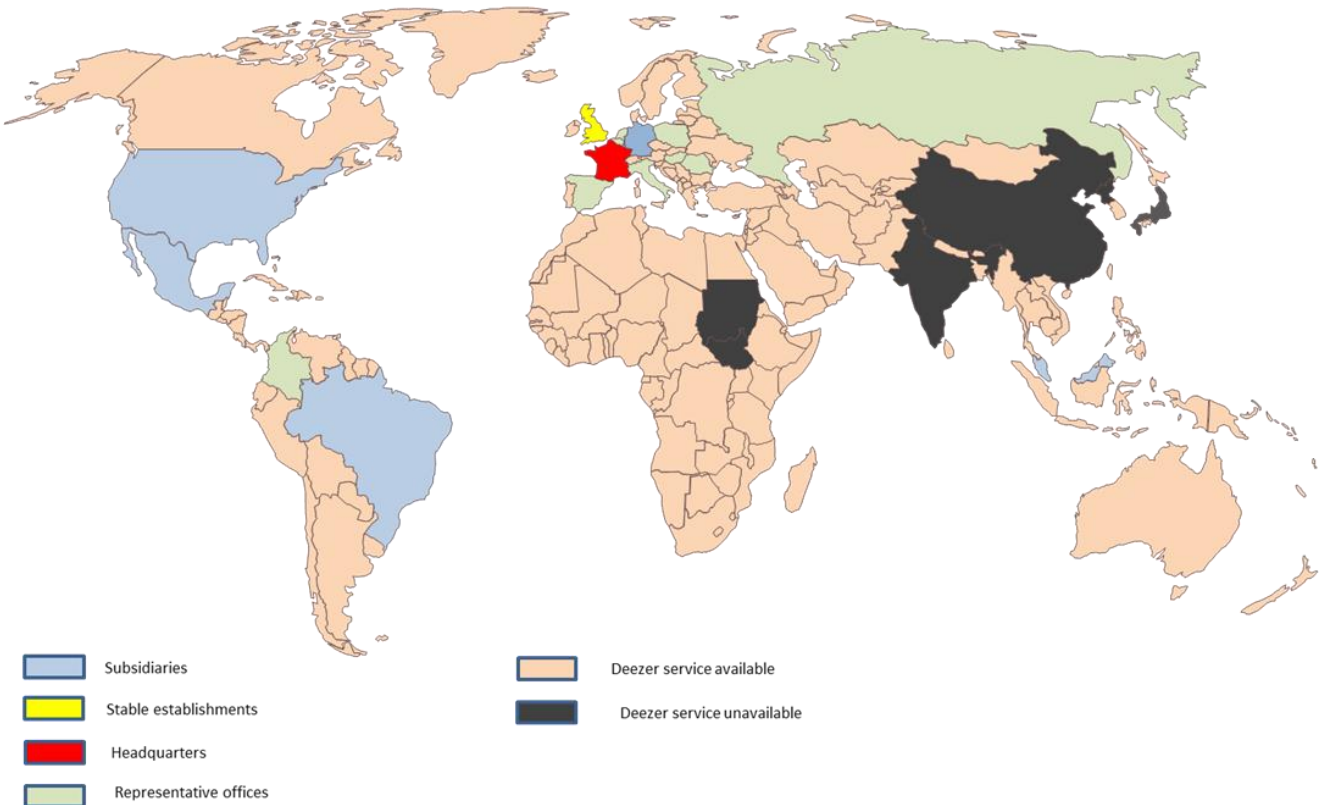 Subsidiaries
Stable establishments
Headquarters
Representative offices
Deezer service available
Deezer service unavailable